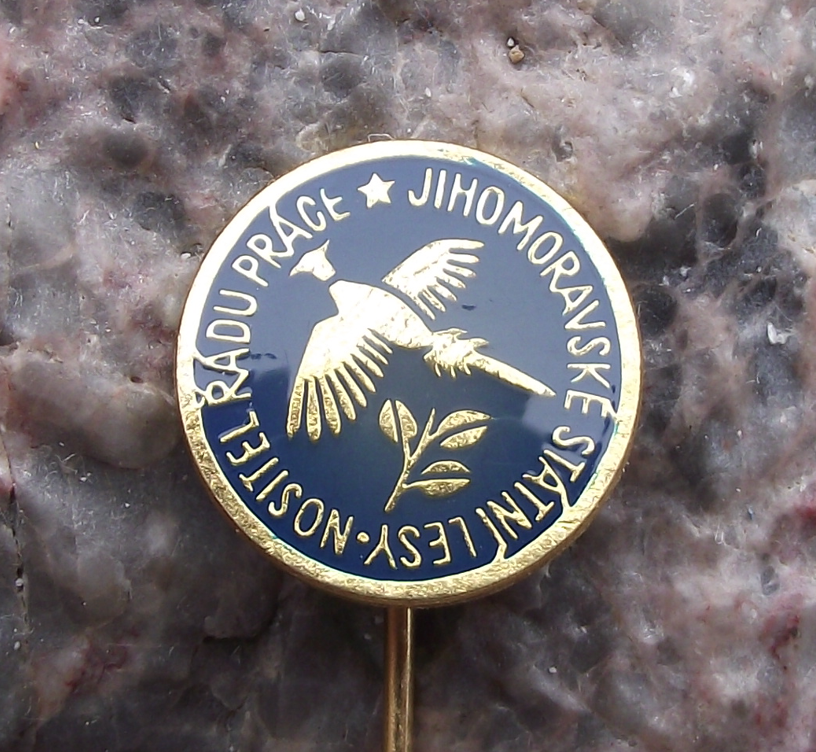 ★ JIHOMORAVSKÉ STÁTNÍ LESY · NOSITEL ŘÁDU PRÁCE